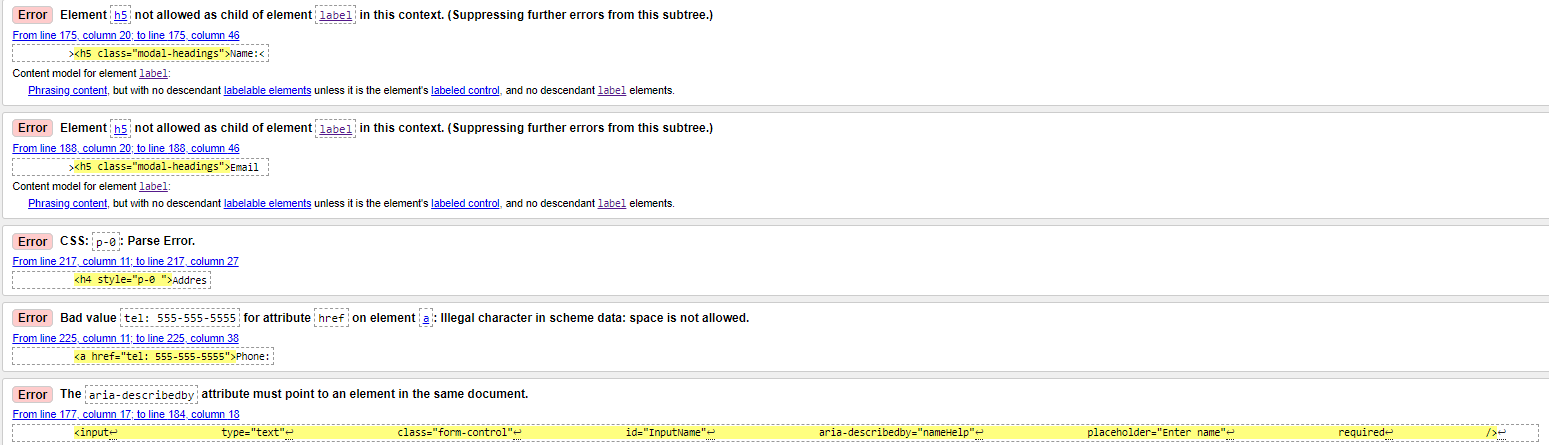 Error Element h5 not allowed as child of element label in this context. (Suppressing further errors from this subtree.)
From line 175, column 20; to line 175, column 46
><h5 class="modal-headings">Name:<
Content model for element label:
Phrasing content, but with no descendant labelable elements unless it is the element's labeled control, and no descendant label elements.
Error Element h5 not allowed as child of element label in this context. (Suppressing further errors from this subtree.)
From line 188, column 20; to line 188, column 46
><h5 class="modal-headings">Email
Content model for element label:
Phrasing content, but with no descendant labelable elements unless it is the element's labeled control, and no descendant label elements.
Error CSS: p-0: Parse Error.
From line 217, column 11; to line 217, column 27
<h4 style="p-0 ">Addres
Error Bad value tel: 555-555-5555 for attribute href on element a: Illegal character in scheme data: space is not allowed.
From line 225, column 11; to line 225, column 38
<a href="tel: 555-555-5555">Phone:
Error The aria-describedby attribute must point to an element in the same document.
From line 177, column 17; to line 184, column 18
<input↩ type="text"↩ class="form-control"↩ id="InputName"↩ aria-describedby="nameHelp"↩ placeholder="Enter name"↩ required↩ />↩